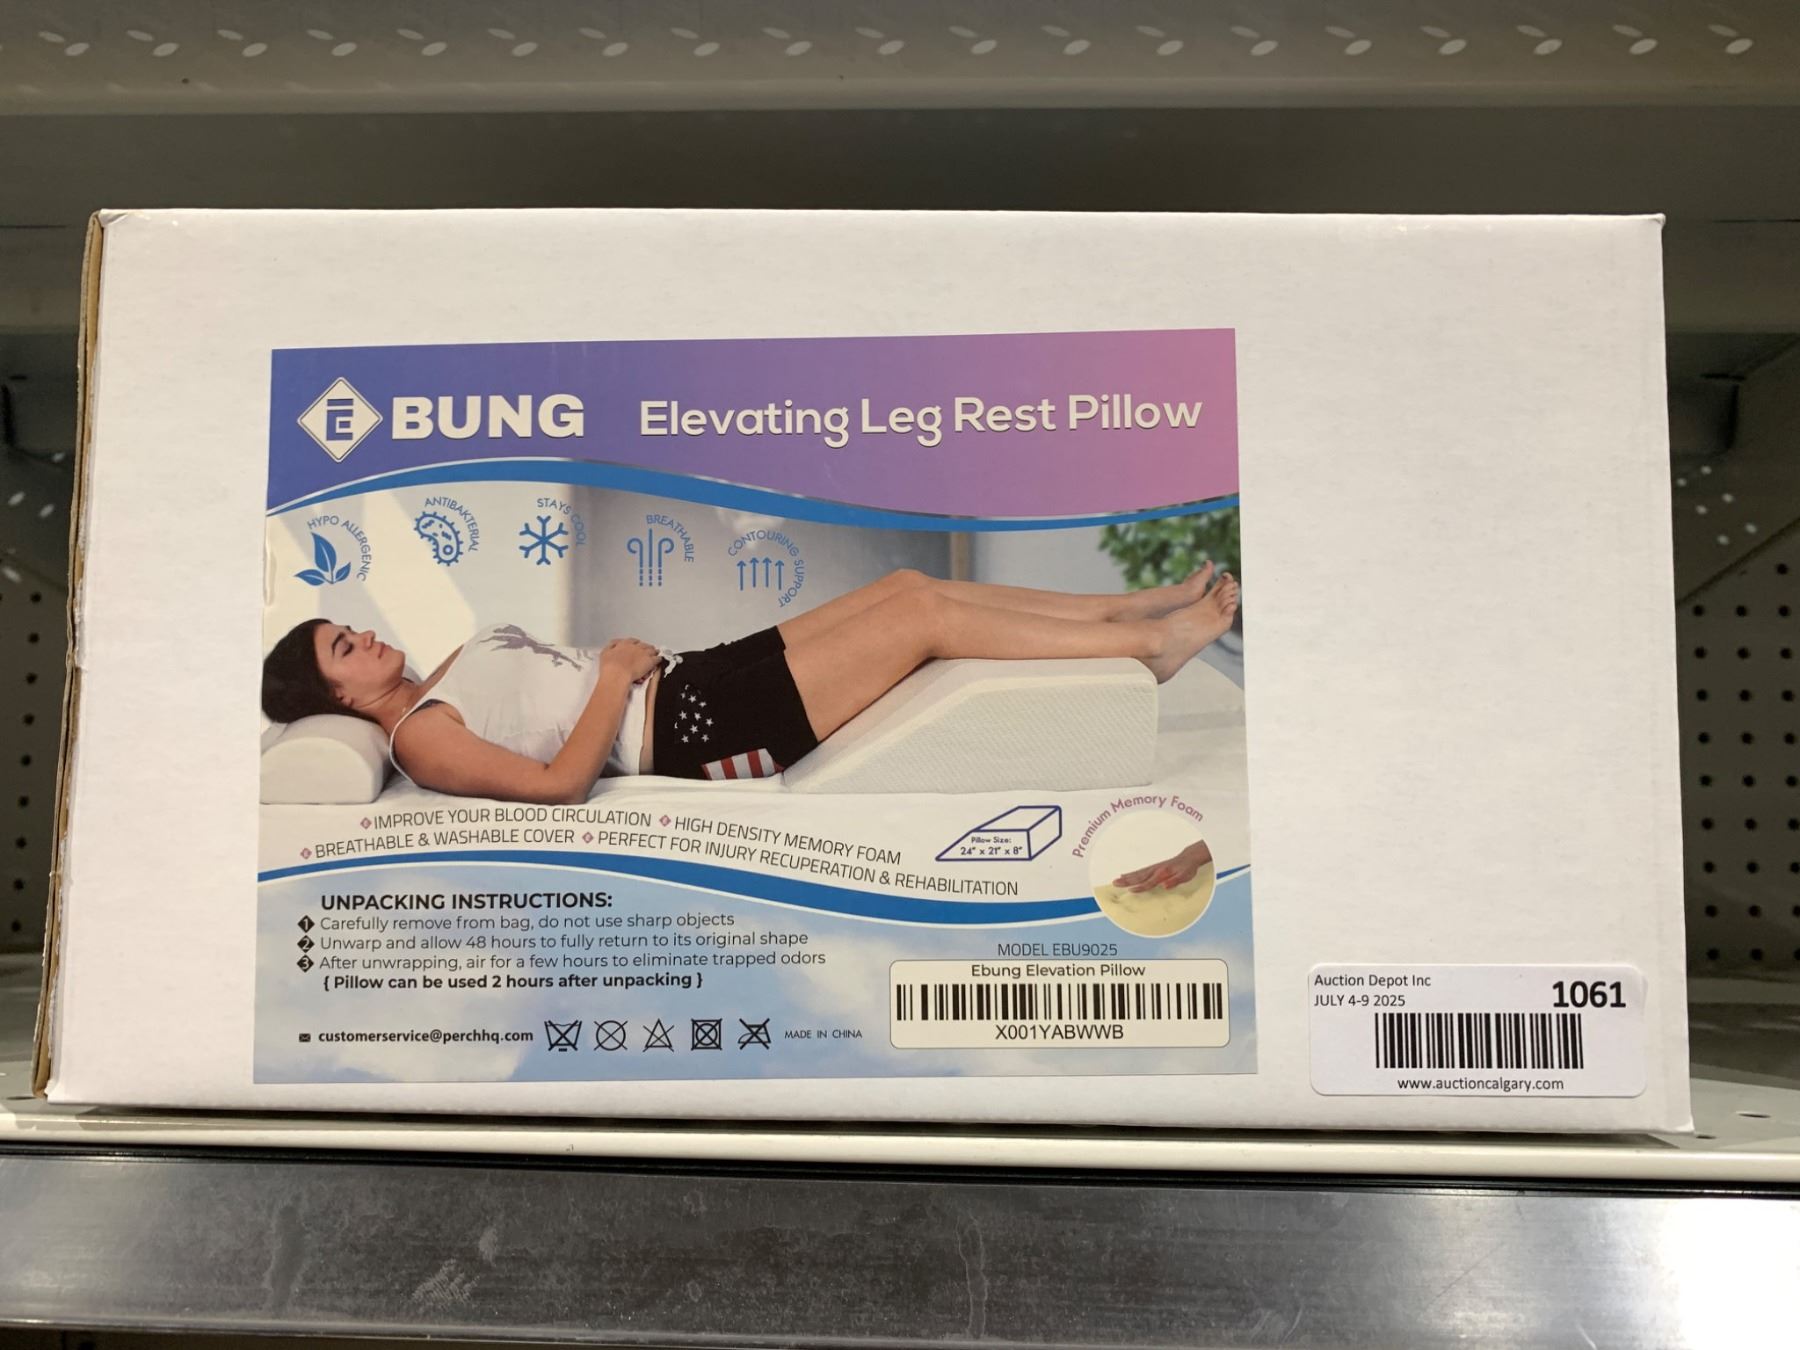 E BUNG Elevating Leg Rest Pillow
HYPO ALLERGENIC
ANTIBAKTERIAL
STAYS COOL
BREATHABLE
CONTOURING SUPPORT
IMPROVE YOUR BLOOD CIRCULATION HIGH DENSITY MEMORY FOAM
BREATHABLE & WASHABLE COVER PERFECT FOR INJURY RECUPERATION & REHABILITATION
Pillow Size:
24" x 21" x 8"
Premium Memory Foam
UNPACKING INSTRUCTIONS:
1 Carefully remove from bag, do not use sharp objects
2 Unwarp and allow 48 hours to fully return to its original shape
3 After unwrapping, air for a few hours to eliminate trapped odors
{ Pillow can be used 2 hours after unpacking }
customerservice@perchhq.com
MADE IN CHINA
MODEL EBU9025
Ebung Elevation Pillow
X001YABWWB
Auction Depot Inc
JULY 4-9 2025
1061
www.auctioncalgary.com